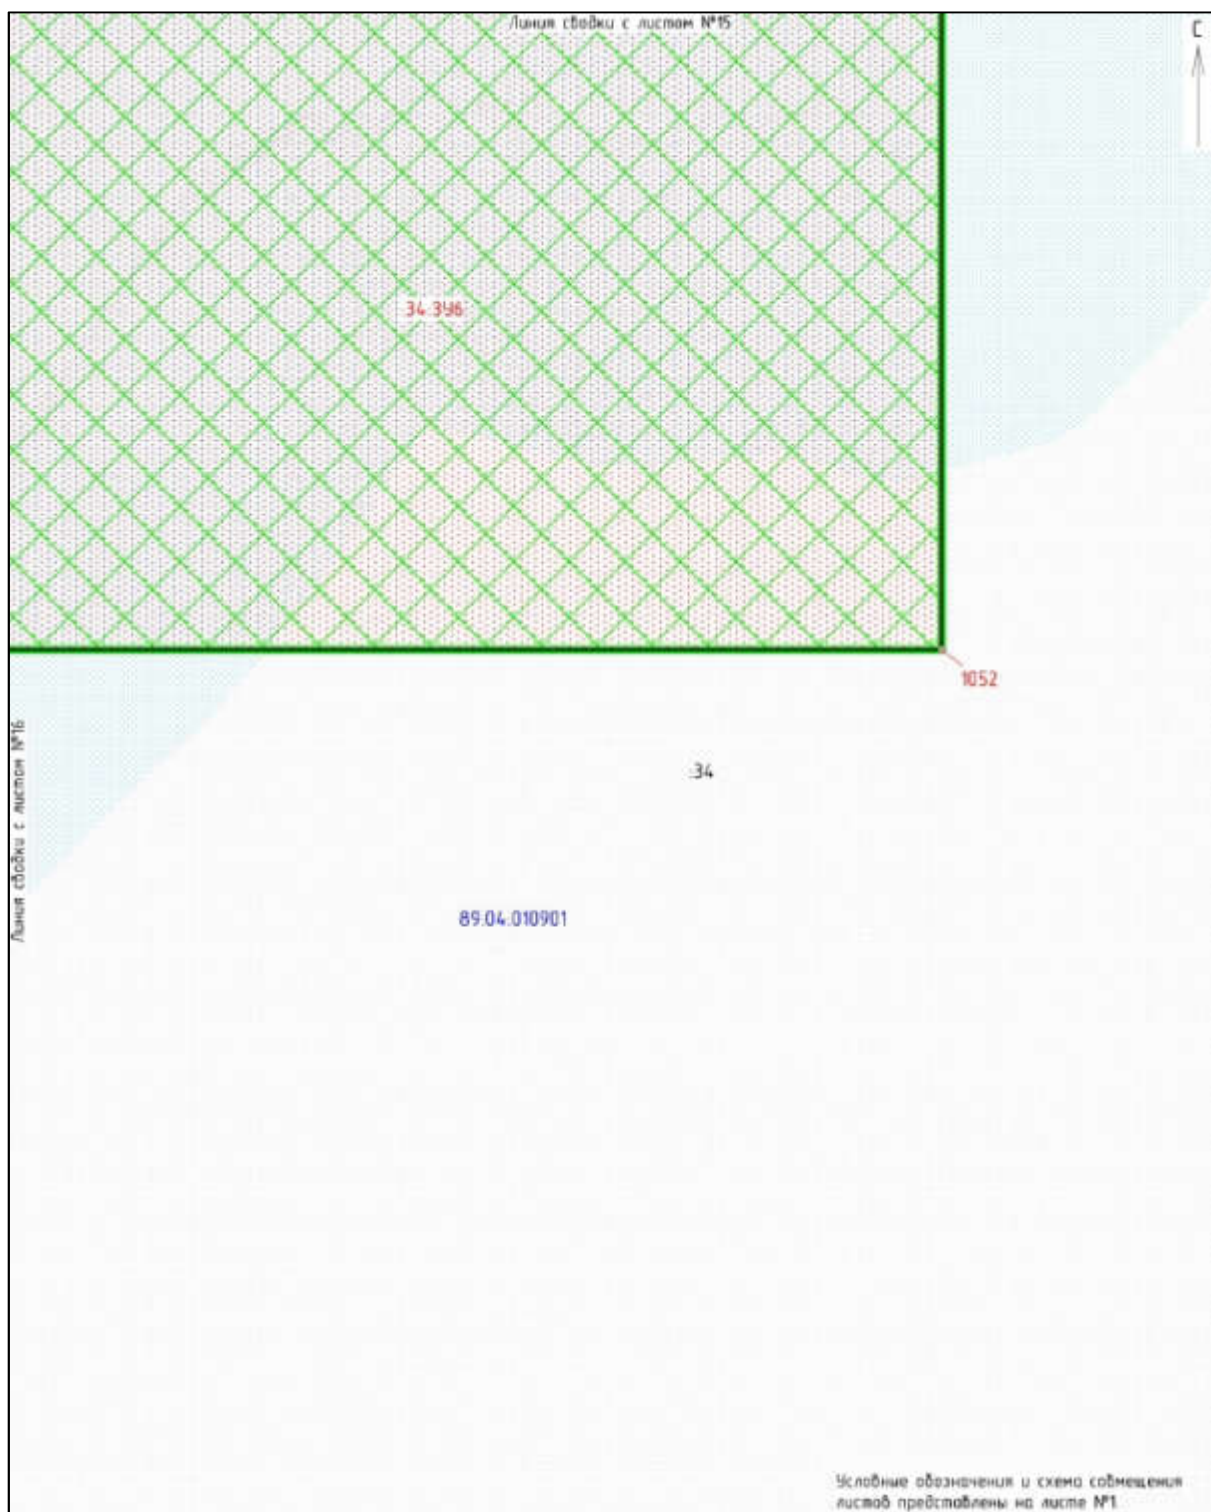 Линия сводки с листом №15
С
34:ЗУ6
1052
:34
Линия сводки с листом №16
89:04:010901
Условные обозначения и схема совмещения
листов представлены на листе №1